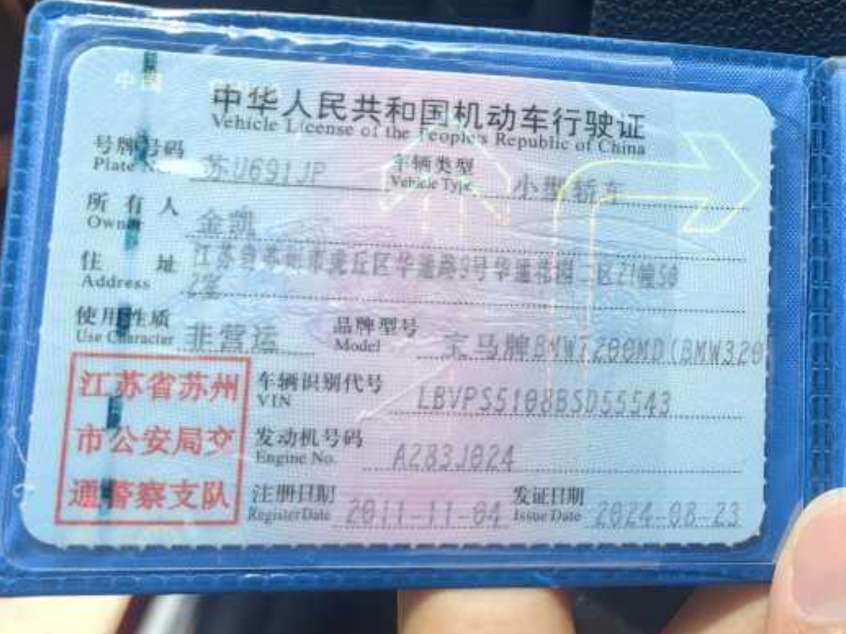 中国
中华人民共和国机动车行驶证
Vehicle License of the People's Republic of China
号牌号码 苏U691JP 车辆类型 小型轿车
Plate No. Vehicle Type
所有人 金凯
Owner
住址 江苏省苏州市虎丘区华通路9号华通花园二区21幢50
Address 2室
使用性质 非营运 品牌型号 宝马牌BMW7200MD(BMW320
Use Character Model
江苏省苏州 车辆识别代号 LBVPS5108BSD55543
VIN
市公安局交 发动机号码 A283J024
Engine No.
通警察支队 注册日期 2011-11-04 发证日期 2024-08-23
Register Date Issue Date